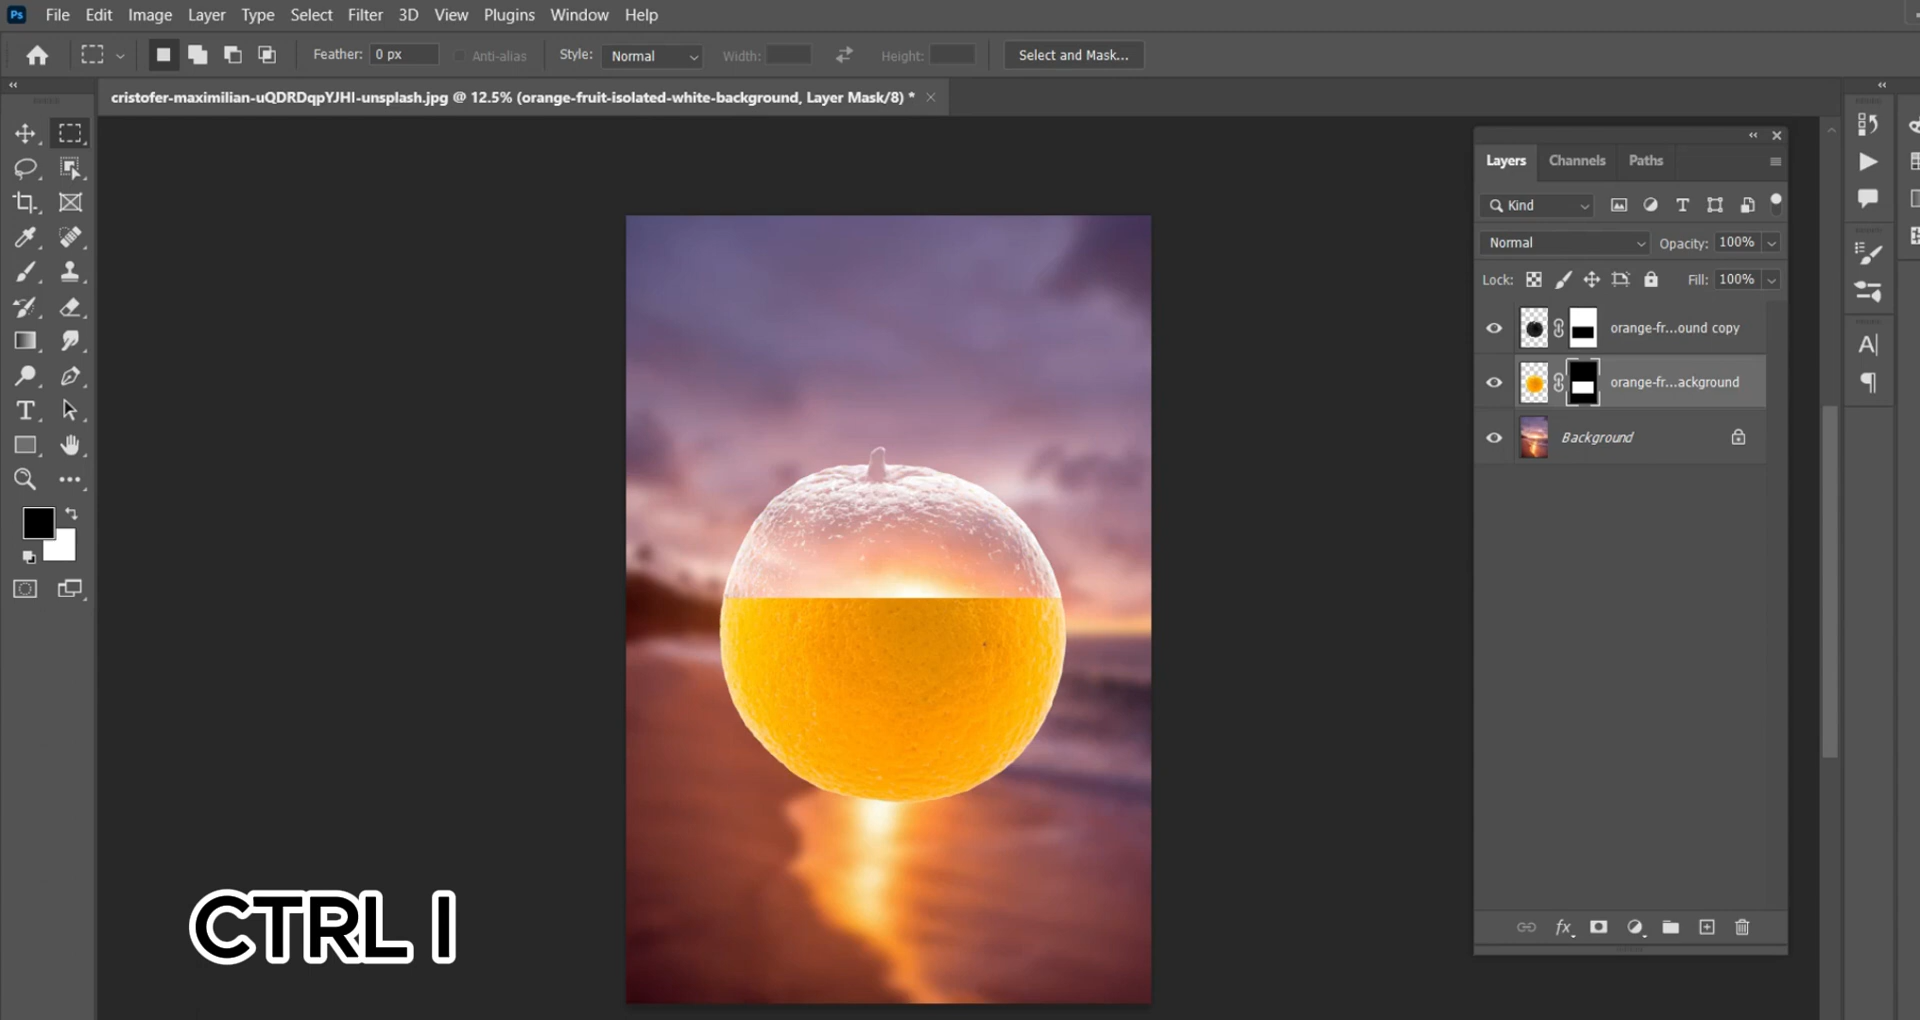 Ps File Edit Image Layer Type Select Filter 3D View Plugins Window Help
Feather: 0 px Anti-alias Style: Normal Width: Height: Select and Mask...
cristofer-maximilian-uQDRDqpYJHI-unsplash.jpg @ 12.5% (orange-fruit-isolated-white-background, Layer Mask/8) *
Layers Channels Paths
Kind
Normal Opacity: 100%
Lock: Fill: 100%
orange-fr...ound copy
orange-fr...ackground
Background
CTRL I